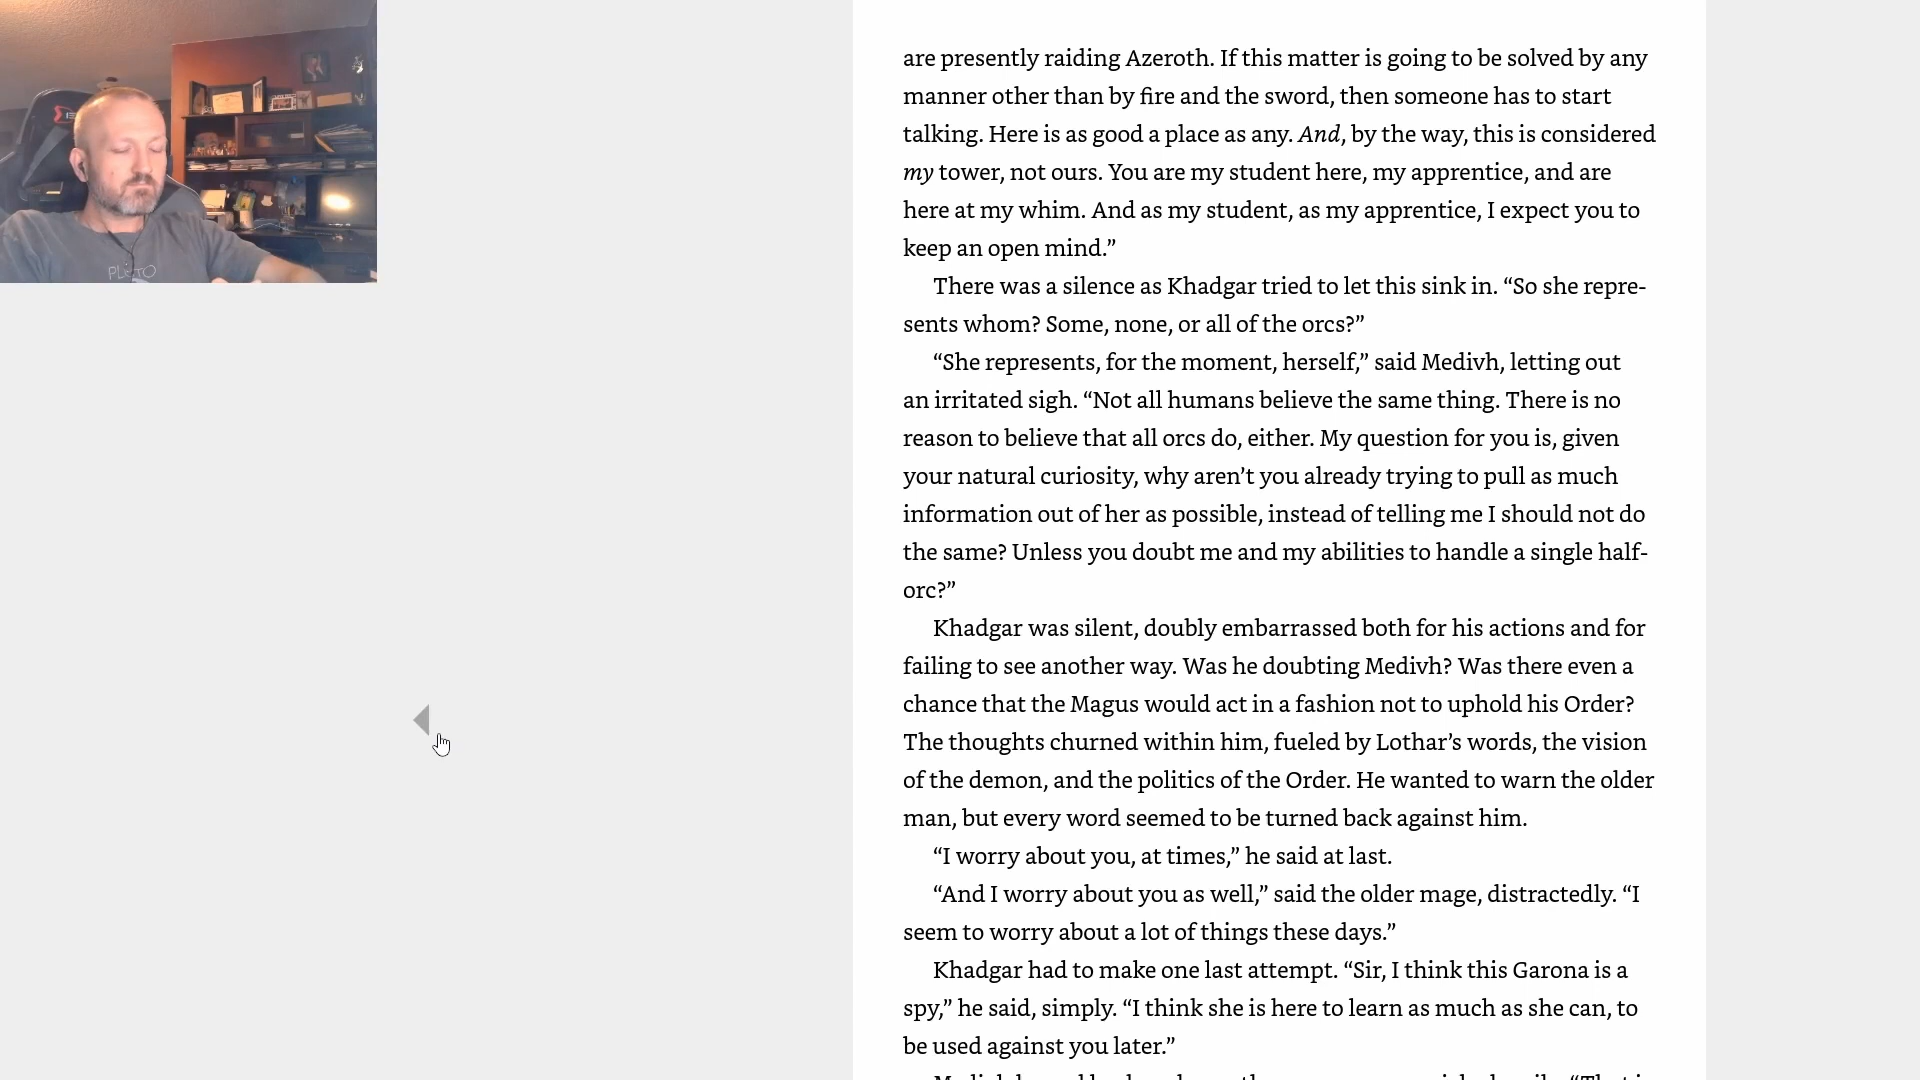 PLUTO
are presently raiding Azeroth. If this matter is going to be solved by any
manner other than by fire and the sword, then someone has to start
talking. Here is as good a place as any. And, by the way, this is considered
my tower, not ours. You are my student here, my apprentice, and are
here at my whim. And as my student, as my apprentice, I expect you to
keep an open mind.”
There was a silence as Khadgar tried to let this sink in. “So she repre-
sents whom? Some, none, or all of the orcs?”
“She represents, for the moment, herself,” said Medivh, letting out
an irritated sigh. “Not all humans believe the same thing. There is no
reason to believe that all orcs do, either. My question for you is, given
your natural curiosity, why aren’t you already trying to pull as much
information out of her as possible, instead of telling me I should not do
the same? Unless you doubt me and my abilities to handle a single half-
orc?”
Khadgar was silent, doubly embarrassed both for his actions and for
failing to see another way. Was he doubting Medivh? Was there even a
chance that the Magus would act in a fashion not to uphold his Order?
The thoughts churned within him, fueled by Lothar’s words, the vision
of the demon, and the politics of the Order. He wanted to warn the older
man, but every word seemed to be turned back against him.
“I worry about you, at times,” he said at last.
“And I worry about you as well,” said the older mage, distractedly. “I
seem to worry about a lot of things these days.”
Khadgar had to make one last attempt. “Sir, I think this Garona is a
spy,” he said, simply. “I think she is here to learn as much as she can, to
be used against you later.”